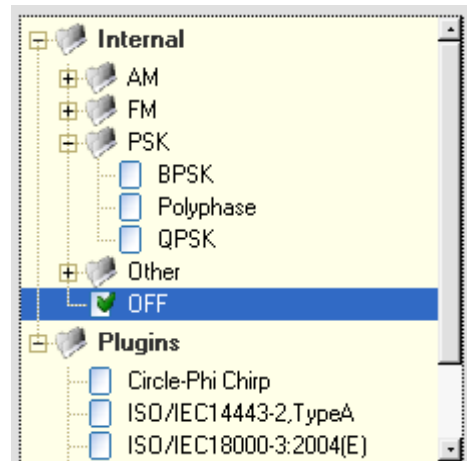 Internal
AM
FM
PSK
BPSK
Polyphase
QPSK
Other
OFF
Plugins
Circle-Phi Chirp
ISO/IEC14443-2,TypeA
ISO/IEC18000-3:2004(E)